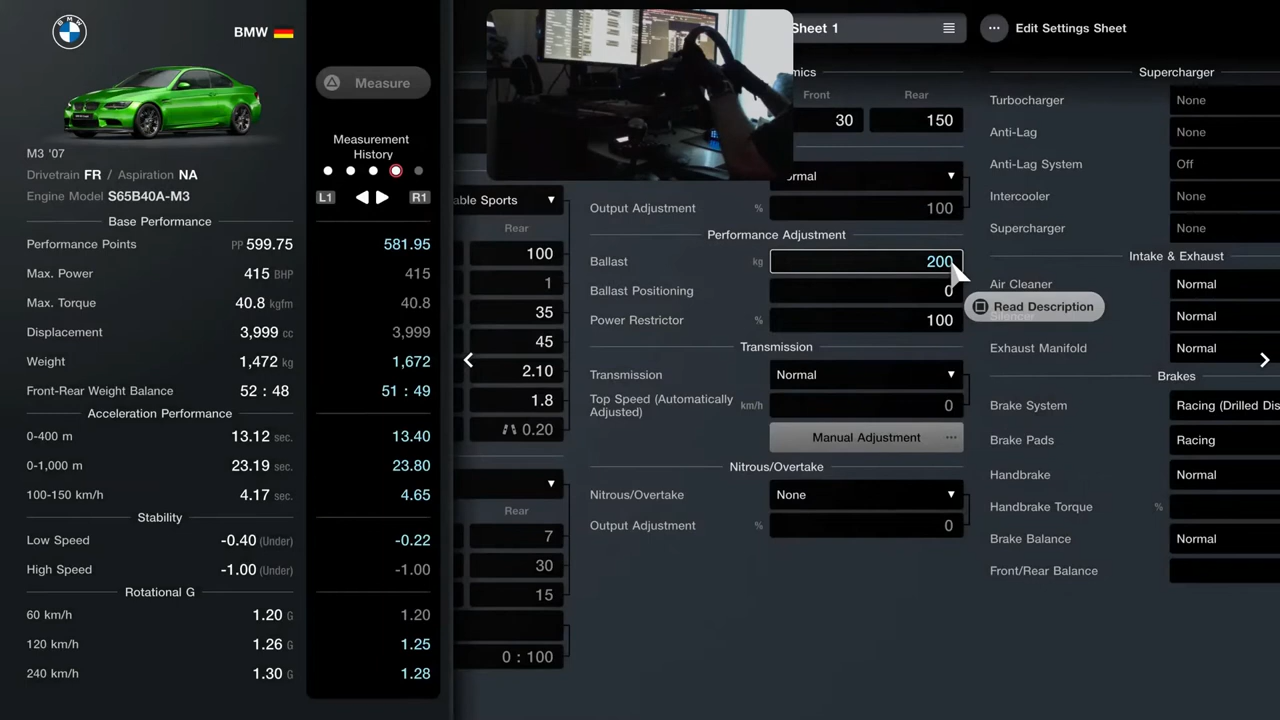 BMW
M3 '07
Drivetrain FR / Aspiration NA
Engine Model S65B40A-M3
Base Performance
Performance Points PP 599.75
Max. Power 415 BHP
Max. Torque 40.8 kgfm
Displacement 3,999 cc
Weight 1,472 kg
Front-Rear Weight Balance 52 : 48
Acceleration Performance
0-400 m 13.12 sec.
0-1,000 m 23.19 sec.
100-150 km/h 4.17 sec.
Stability
Low Speed -0.40 (Under)
High Speed -1.00 (Under)
Rotational G
60 km/h 1.20 G
120 km/h 1.26 G
240 km/h 1.30 G
Measure
Measurement
History
L1 R1
581.95
415
40.8
3,999
1,672
51 : 49
13.40
23.80
4.65
-0.22
-1.00
1.20
1.25
1.28
able Sports
Rear
100
1
35
45
2.10
1.8
0.20
Rear
7
30
15
0 : 100
Sheet 1
Edit Settings Sheet
mics
Front Rear
30 150
rmal
Output Adjustment % 100
Performance Adjustment
Ballast kg 200
Ballast Positioning 0
Power Restrictor % 100
Transmission
Transmission Normal
Top Speed (Automatically
Adjusted) km/h 0
Manual Adjustment
Nitrous/Overtake
Nitrous/Overtake None
Output Adjustment % 0
Supercharger
Turbocharger None
Anti-Lag None
Anti-Lag System Off
Intercooler None
Supercharger None
Intake & Exhaust
Air Cleaner Normal
Read Description
Normal
Exhaust Manifold Normal
Brakes
Brake System Racing (Drilled Dis
Brake Pads Racing
Handbrake Normal
Handbrake Torque %
Brake Balance Normal
Front/Rear Balance